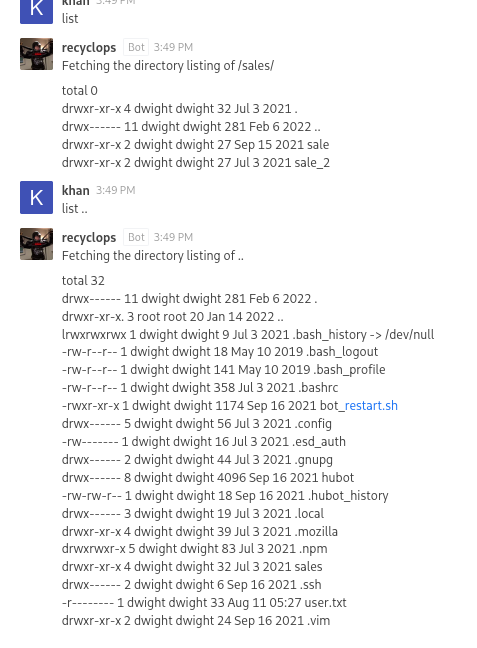 K
khan 3:49 PM
list
recyclops Bot 3:49 PM
Fetching the directory listing of /sales/
total 0
drwxr-xr-x 4 dwight dwight 32 Jul 3 2021 .
drwx------ 11 dwight dwight 281 Feb 6 2022 ..
drwxr-xr-x 2 dwight dwight 27 Sep 15 2021 sale
drwxr-xr-x 2 dwight dwight 27 Jul 3 2021 sale_2
K
khan 3:49 PM
list ..
recyclops Bot 3:49 PM
Fetching the directory listing of ..
total 32
drwx------ 11 dwight dwight 281 Feb 6 2022 .
drwxr-xr-x. 3 root root 20 Jan 14 2022 ..
lrwxrwxrwx 1 dwight dwight 9 Jul 3 2021 .bash_history -> /dev/null
-rw-r--r-- 1 dwight dwight 18 May 10 2019 .bash_logout
-rw-r--r-- 1 dwight dwight 141 May 10 2019 .bash_profile
-rw-r--r-- 1 dwight dwight 358 Jul 3 2021 .bashrc
-rwxr-xr-x 1 dwight dwight 1174 Sep 16 2021 bot_restart.sh
drwx------ 5 dwight dwight 56 Jul 3 2021 .config
-rw------- 1 dwight dwight 16 Jul 3 2021 .esd_auth
drwx------ 2 dwight dwight 44 Jul 3 2021 .gnupg
drwx------ 8 dwight dwight 4096 Sep 16 2021 hubot
-rw-rw-r-- 1 dwight dwight 18 Sep 16 2021 .hubot_history
drwx------ 3 dwight dwight 19 Jul 3 2021 .local
drwxr-xr-x 4 dwight dwight 39 Jul 3 2021 .mozilla
drwxrwxr-x 5 dwight dwight 83 Jul 3 2021 .npm
drwxr-xr-x 4 dwight dwight 32 Jul 3 2021 sales
drwx------ 2 dwight dwight 6 Sep 16 2021 .ssh
-r-------- 1 dwight dwight 33 Aug 11 05:27 user.txt
drwxr-xr-x 2 dwight dwight 24 Sep 16 2021 .vim